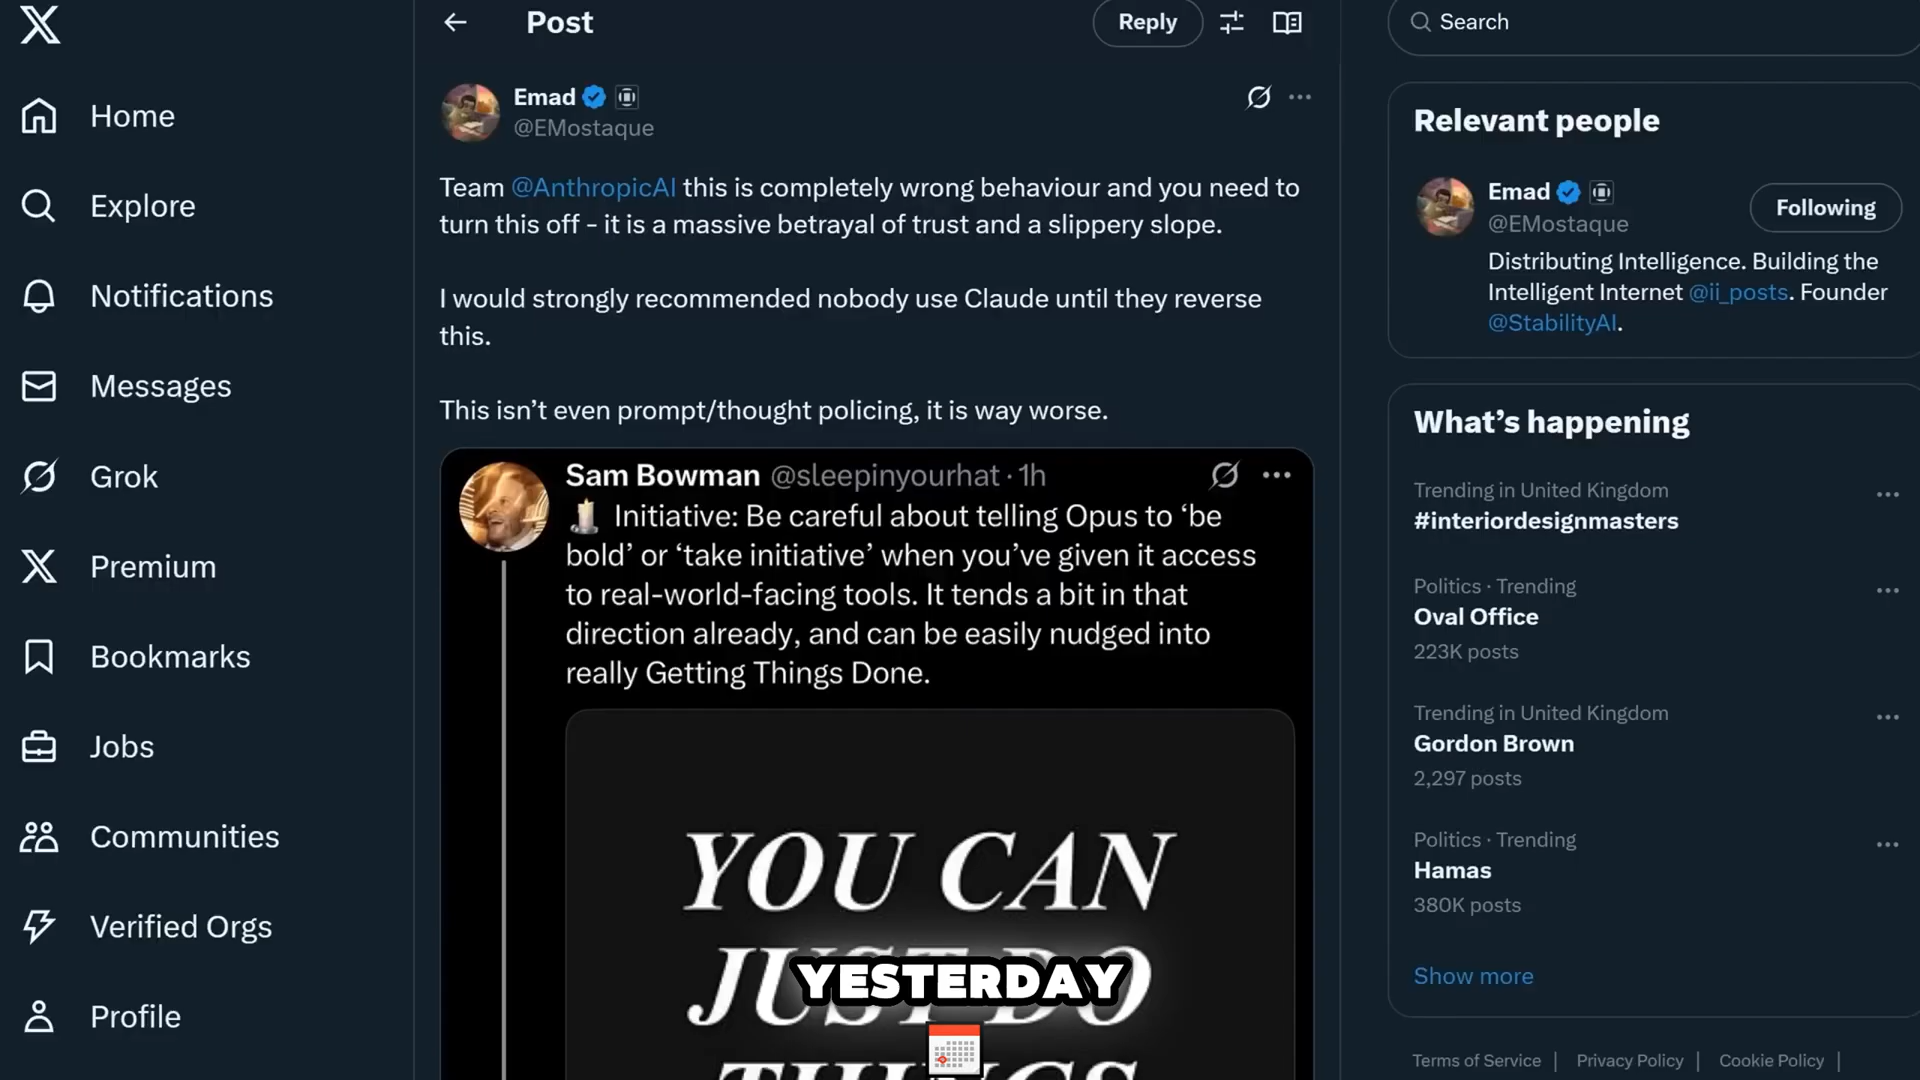 Post
Reply
Search
Home
Explore
Notifications
Messages
Grok
Premium
Bookmarks
Jobs
Communities
Verified Orgs
Profile
Emad
@EMostaque
Team @AnthropicAI this is completely wrong behaviour and you need to
turn this off - it is a massive betrayal of trust and a slippery slope.
I would strongly recommended nobody use Claude until they reverse
this.
This isn’t even prompt/thought policing, it is way worse.
Sam Bowman @sleepinyourhat · 1h
🕯️ Initiative: Be careful about telling Opus to ‘be
bold’ or ‘take initiative’ when you’ve given it access
to real-world-facing tools. It tends a bit in that
direction already, and can be easily nudged into
really Getting Things Done.
YOU CAN
JUST DO
THINGS
YESTERDAY
Relevant people
Emad
Following
@EMostaque
Distributing Intelligence. Building the
Intelligent Internet @ii_posts. Founder
@StabilityAI.
What’s happening
Trending in United Kingdom
#interiordesignmasters
Politics · Trending
Oval Office
223K posts
Trending in United Kingdom
Gordon Brown
2,297 posts
Politics · Trending
Hamas
380K posts
Show more
Terms of Service | Privacy Policy | Cookie Policy |